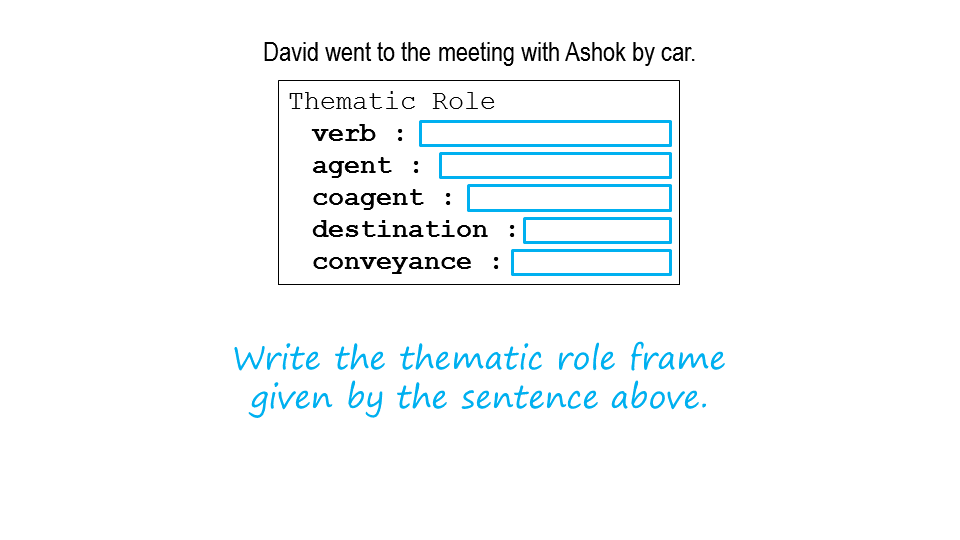 David went to the meeting with Ashok by car.
Thematic Role
verb :
agent :
coagent :
destination :
conveyance :
Write the thematic role frame
given by the sentence above.